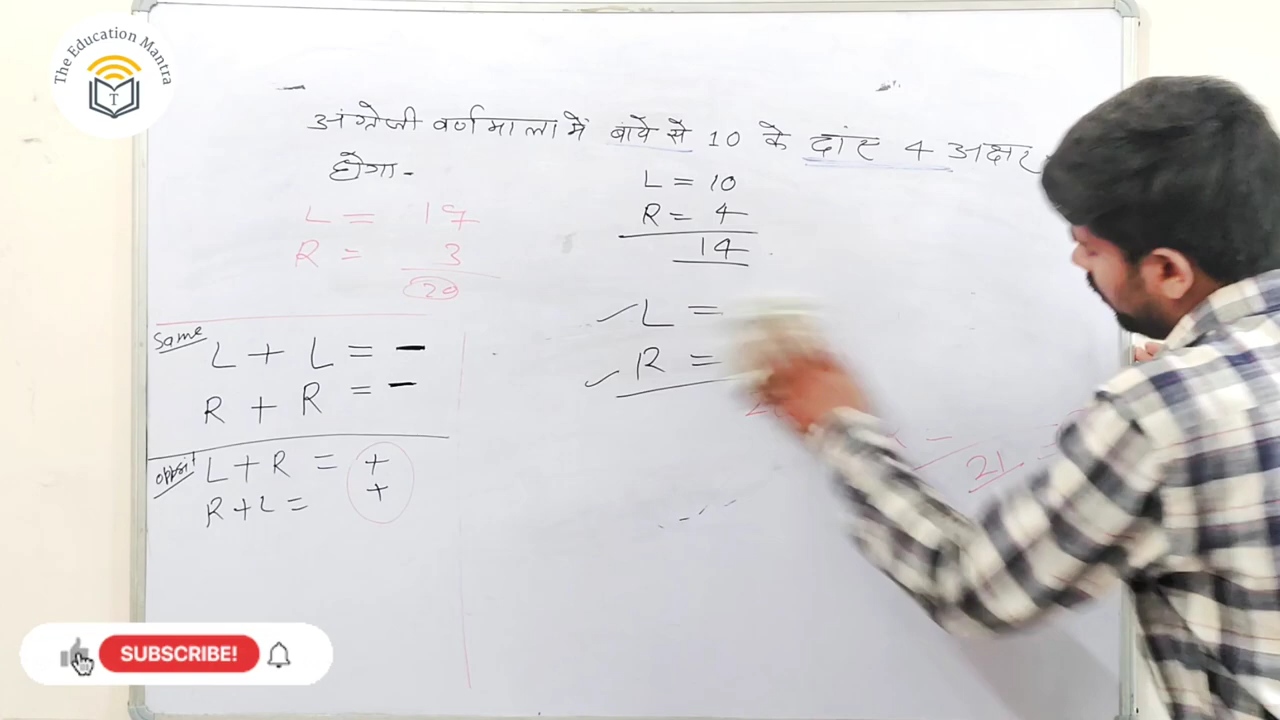 The Education Mantra
T
अंग्रेजी वर्णमाला में बांये से 10 के दांए 4 अक्षर
होगा-
L = 10
R = 4
14
L = 17
R = 3
20
L =
R =
21
Same
L + L = -
R + R = -
L + R = +
R + L = +
SUBSCRIBE!